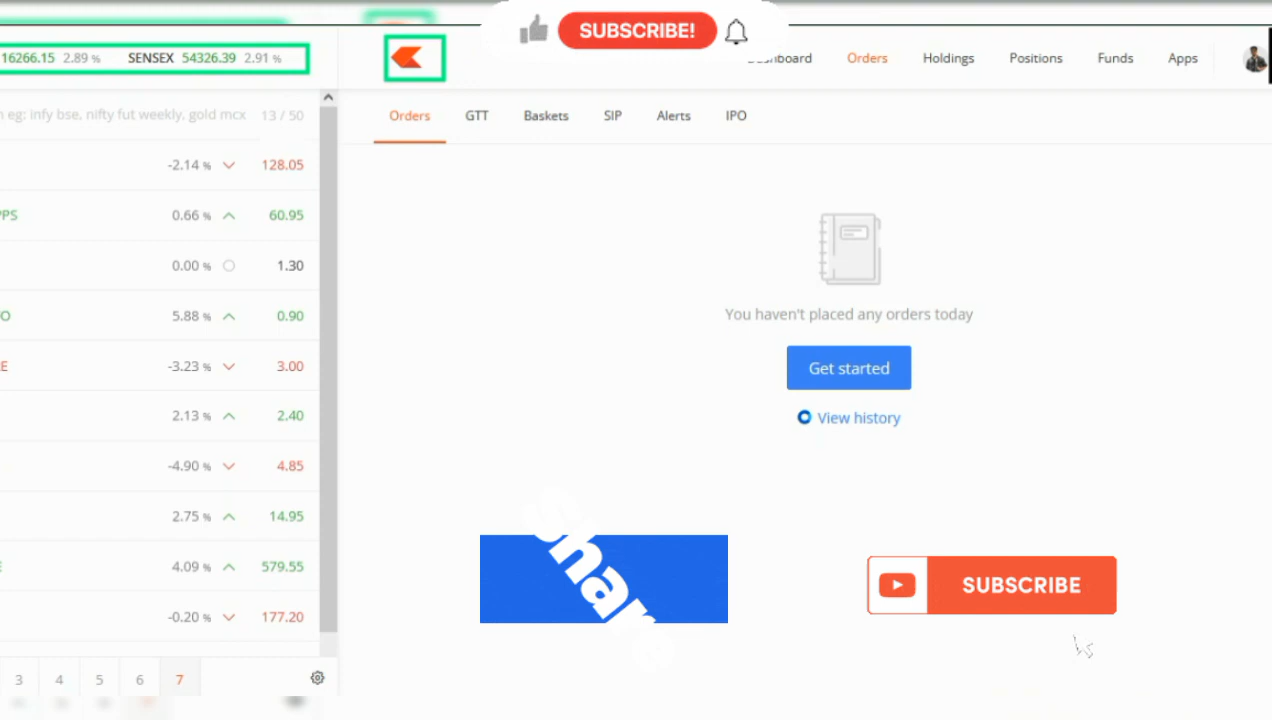 SUBSCRIBE!
16266.15 2.89 % SENSEX 54326.39 2.91 %
Orders Holdings Positions Funds Apps
eg: infy bse, nifty fut weekly, gold mcx 13 / 50
Orders GTT Baskets SIP Alerts IPO
-2.14 % 128.05
PPS 0.66 % 60.95
0.00 % 1.30
O 5.88 % 0.90
E -3.23 % 3.00
2.13 % 2.40
-4.90 % 4.85
2.75 % 14.95
E 4.09 % 579.55
-0.20 % 177.20
3 4 5 6 7
You haven't placed any orders today
Get started
View history
Share
SUBSCRIBE